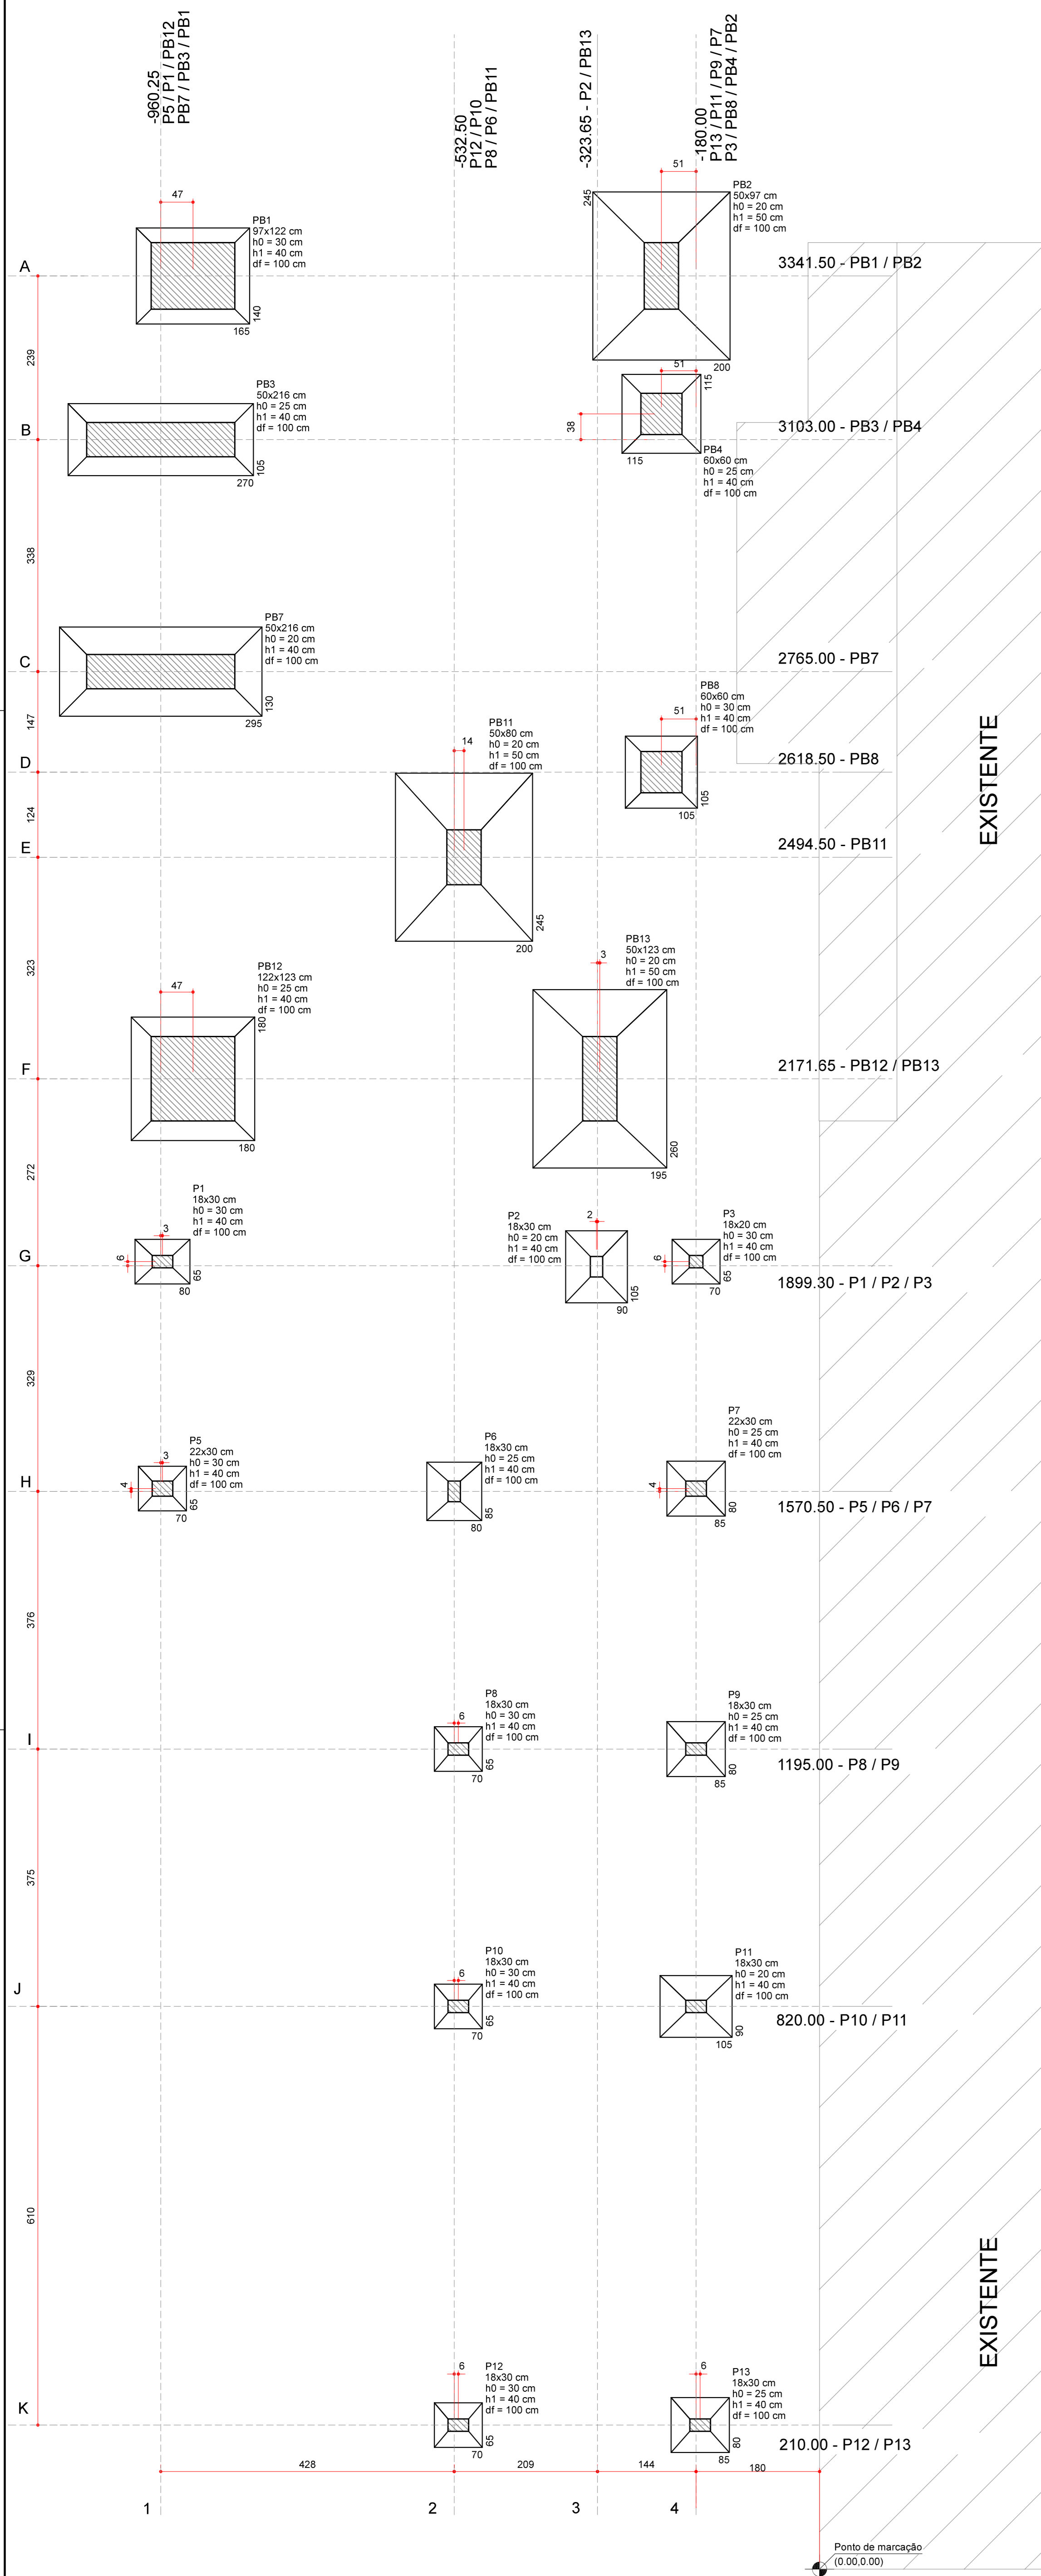 -960.25
P5 / P1 / PB12
PB7 / PB3 / PB1
-532.50
P12 / P10
P8 / P6 / PB11
-323.65 - P2 / PB13
-180.00
P13 / P11 / P9 / P7
P3 / PB8 / PB4 / PB2
47
PB1
97x122 cm
h0 = 30 cm
h1 = 40 cm
df = 100 cm
140
165
51
245
PB2
50x97 cm
h0 = 20 cm
h1 = 50 cm
df = 100 cm
200
A
3341.50 - PB1 / PB2
239
PB3
50x216 cm
h0 = 25 cm
h1 = 40 cm
df = 100 cm
105
270
51
115
38
115
PB4
60x60 cm
h0 = 25 cm
h1 = 40 cm
df = 100 cm
B
3103.00 - PB3 / PB4
338
PB7
50x216 cm
h0 = 20 cm
h1 = 40 cm
df = 100 cm
130
295
C
2765.00 - PB7
147
51
PB8
60x60 cm
h0 = 30 cm
h1 = 40 cm
df = 100 cm
105
105
D
2618.50 - PB8
EXISTENTE
14
PB11
50x80 cm
h0 = 20 cm
h1 = 50 cm
df = 100 cm
245
200
124
E
2494.50 - PB11
323
47
PB12
122x123 cm
h0 = 25 cm
h1 = 40 cm
df = 100 cm
180
180
3
PB13
50x123 cm
h0 = 20 cm
h1 = 50 cm
df = 100 cm
260
195
F
2171.65 - PB12 / PB13
272
P1
18x30 cm
h0 = 30 cm
h1 = 40 cm
df = 100 cm
3
6
65
80
P2
18x30 cm
h0 = 20 cm
h1 = 40 cm
df = 100 cm
2
105
90
P3
18x20 cm
h0 = 30 cm
h1 = 40 cm
df = 100 cm
6
65
70
G
1899.30 - P1 / P2 / P3
329
P5
22x30 cm
h0 = 30 cm
h1 = 40 cm
df = 100 cm
3
4
65
70
P6
18x30 cm
h0 = 25 cm
h1 = 40 cm
df = 100 cm
85
80
P7
22x30 cm
h0 = 25 cm
h1 = 40 cm
df = 100 cm
4
80
85
H
1570.50 - P5 / P6 / P7
376
P8
18x30 cm
h0 = 30 cm
h1 = 40 cm
df = 100 cm
6
65
70
P9
18x30 cm
h0 = 25 cm
h1 = 40 cm
df = 100 cm
80
85
I
1195.00 - P8 / P9
375
P10
18x30 cm
h0 = 30 cm
h1 = 40 cm
df = 100 cm
6
65
70
P11
18x30 cm
h0 = 20 cm
h1 = 40 cm
df = 100 cm
90
105
J
820.00 - P10 / P11
610
EXISTENTE
P12
18x30 cm
h0 = 30 cm
h1 = 40 cm
df = 100 cm
6
65
70
6
P13
18x30 cm
h0 = 25 cm
h1 = 40 cm
df = 100 cm
80
85
K
210.00 - P12 / P13
428
209
144
180
1
2
3
4
Ponto de marcação
(0.00,0.00)